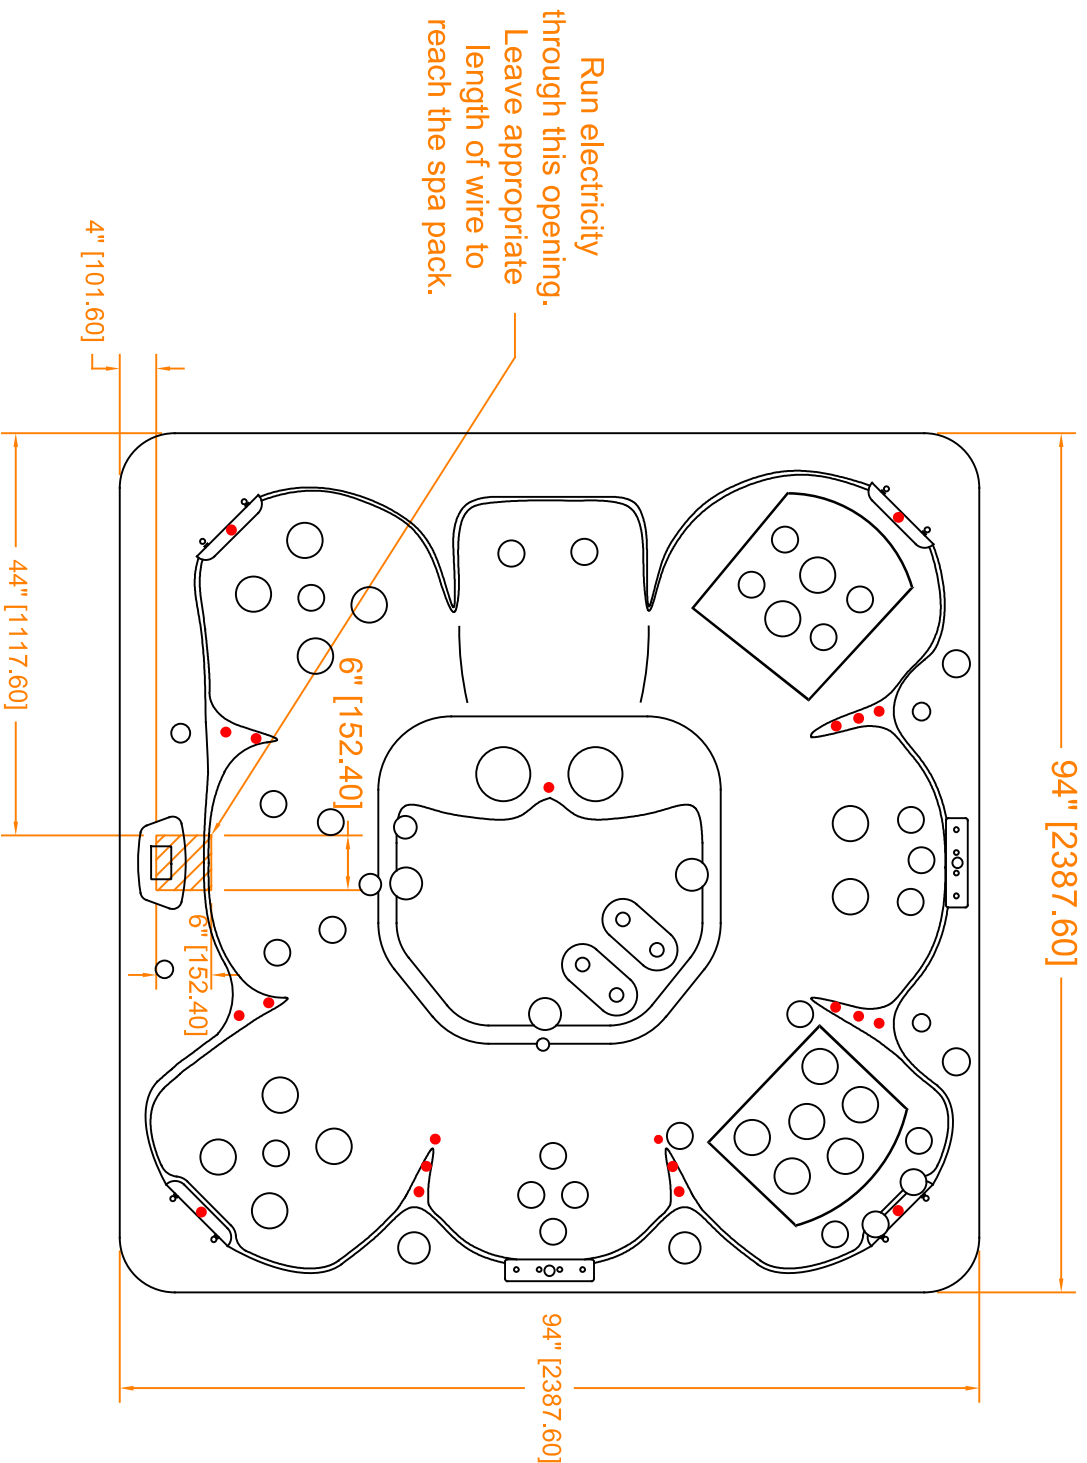 Run electricity
through this opening.
Leave appropriate
length of wire to
reach the spa pack.
4" [101.60]
44" [1117.60]
6" [152.40]
6" [152.40]
94" [2387.60]
94" [2387.60]